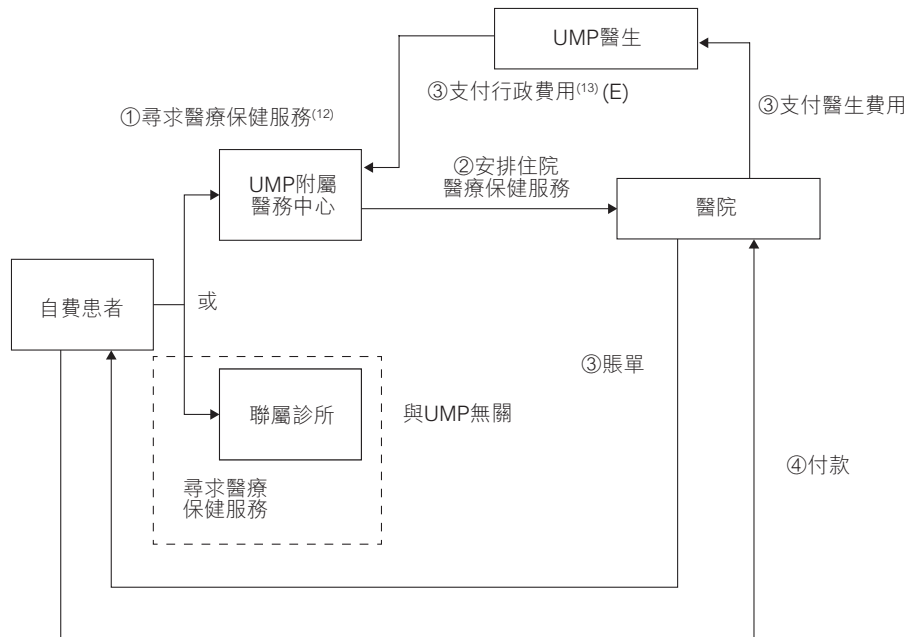 UMP醫生
③支付行政費用(13) (E)
③支付醫生費用
①尋求醫療保健服務(12)
UMP附屬
醫務中心
②安排住院
醫療保健服務
醫院
自費患者
或
③賬單
聯屬診所
與UMP無關
④付款
尋求醫療
保健服務